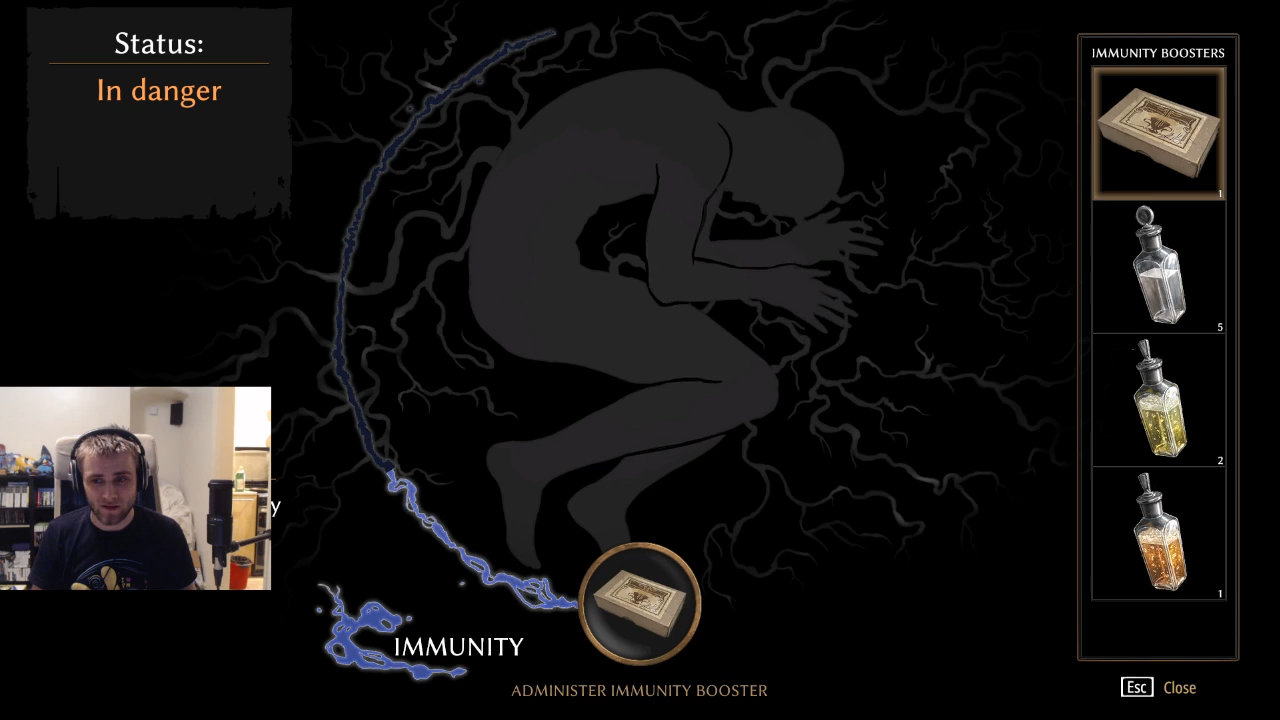 Status:
In danger
IMMUNITY BOOSTERS
1
5
2
1
y
IMMUNITY
ADMINISTER IMMUNITY BOOSTER
Esc Close